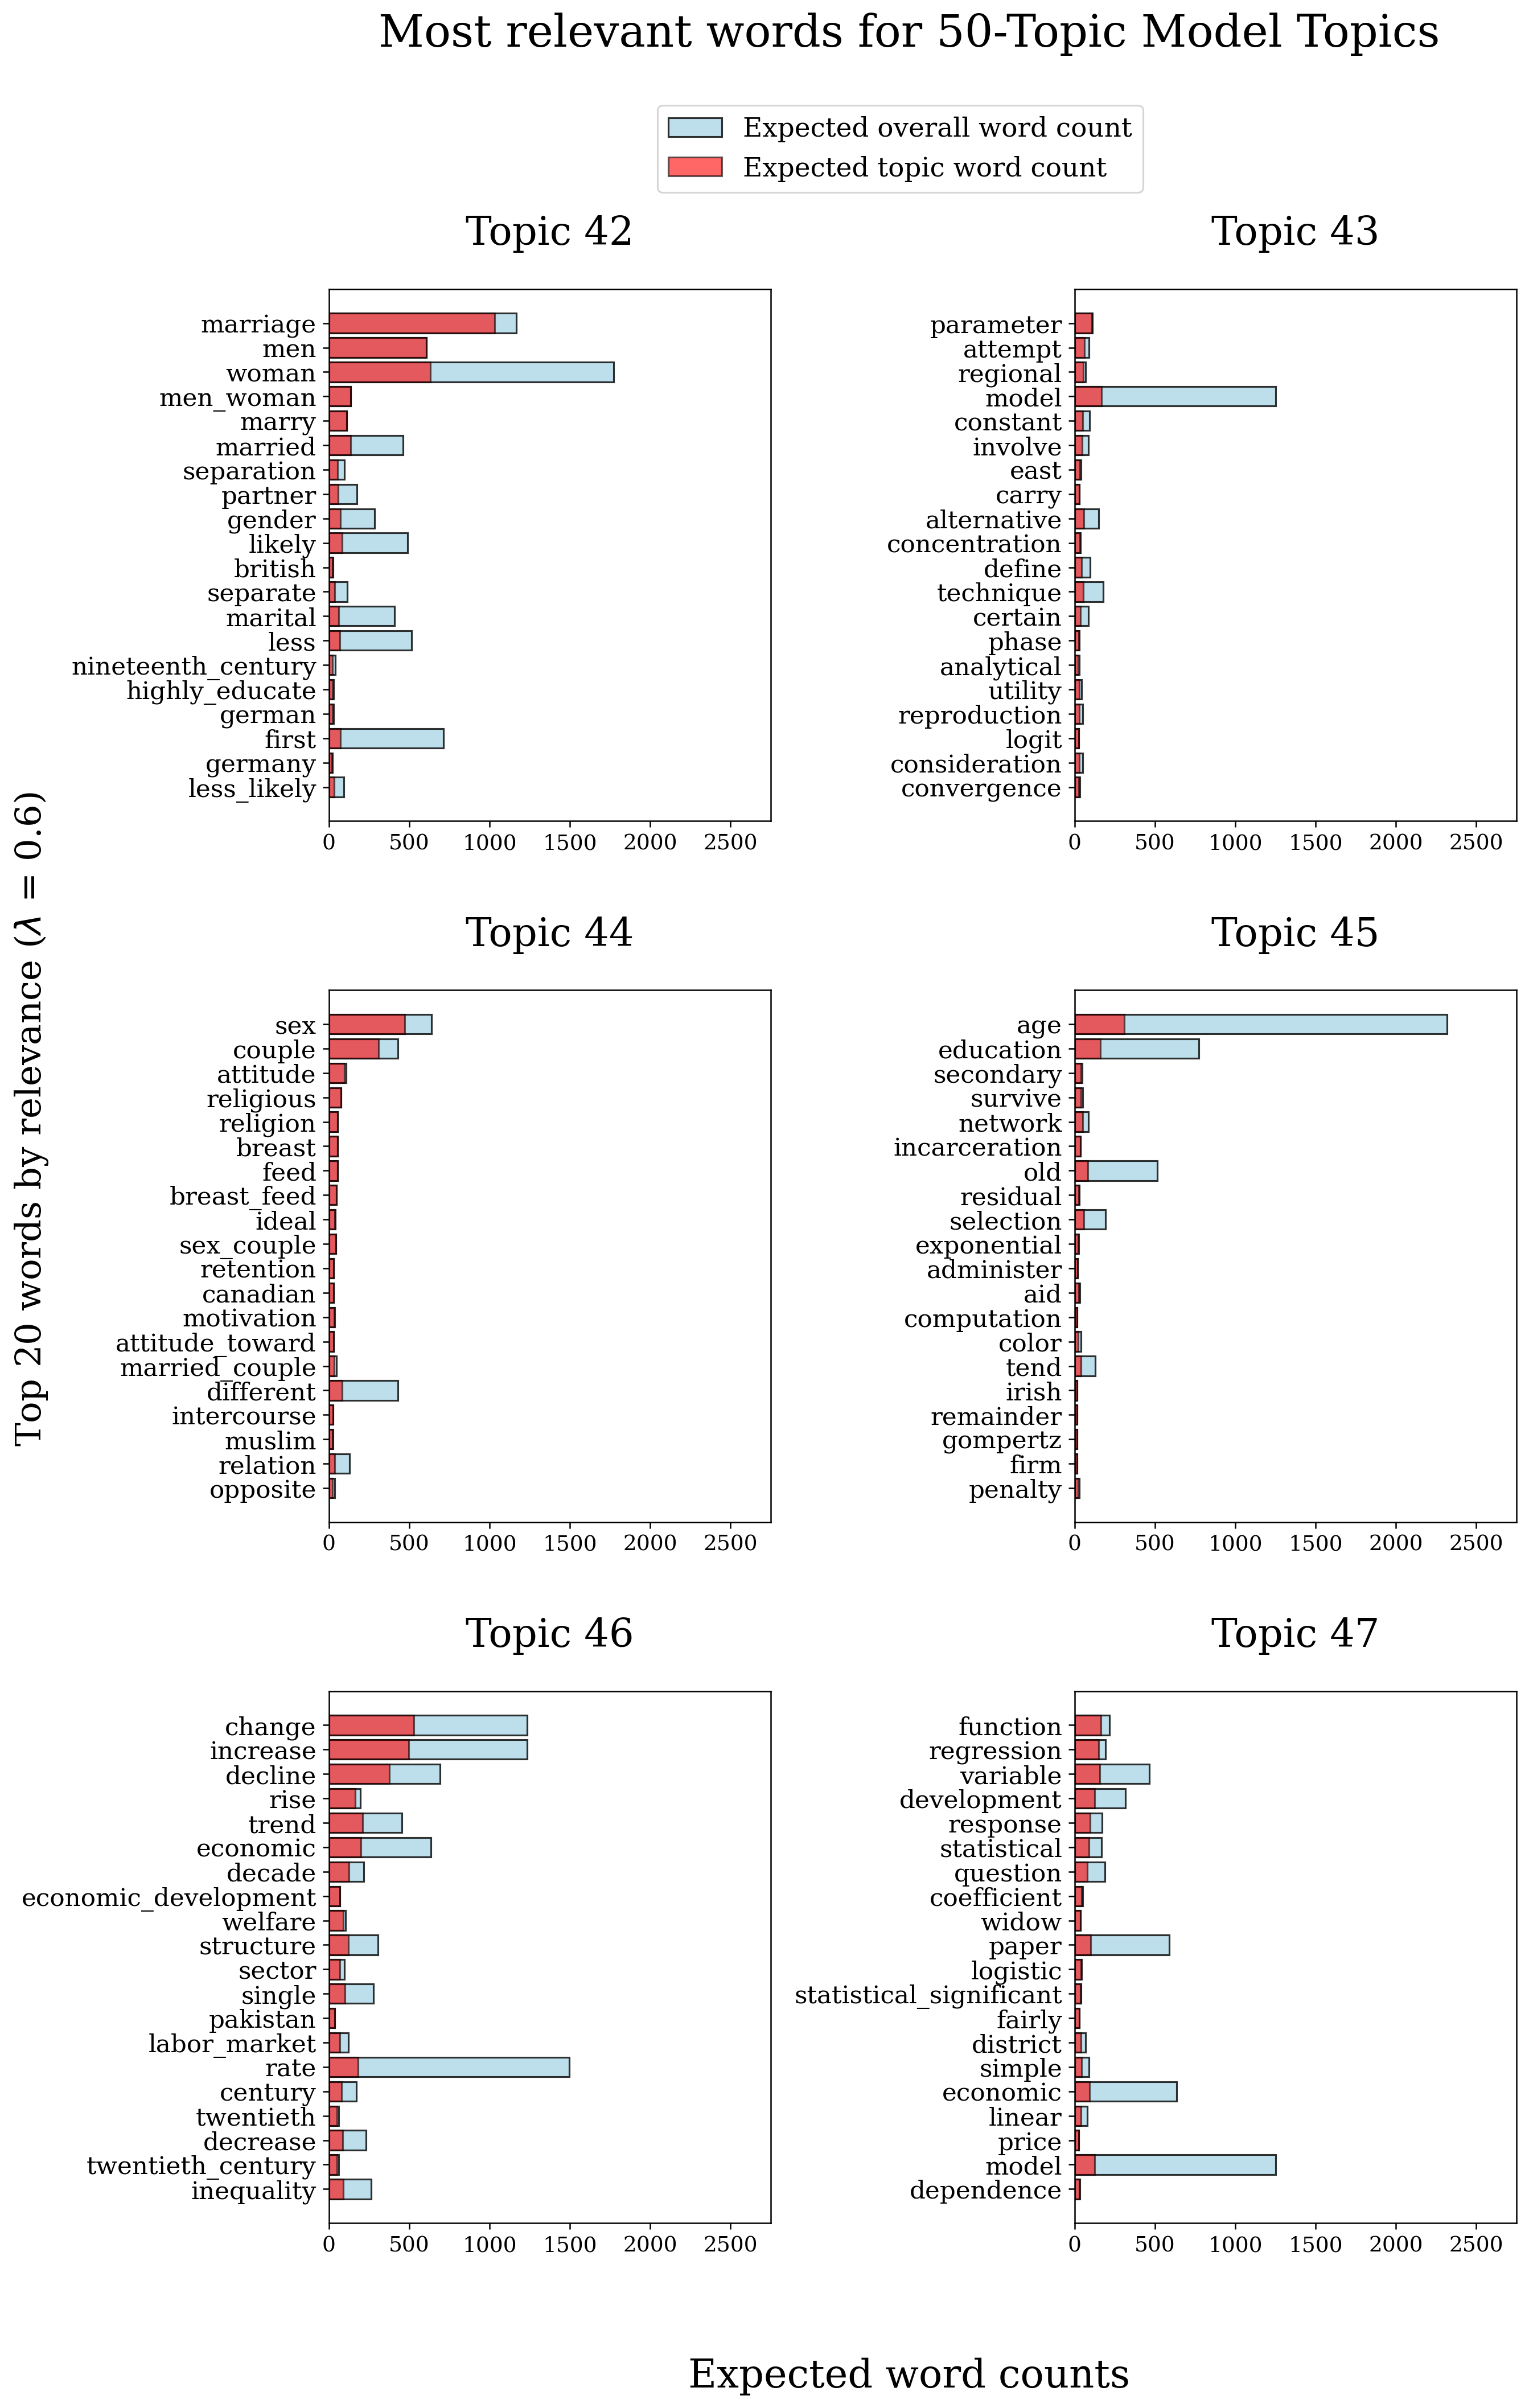 Most relevant words for 50-Topic Model Topics
Expected overall word count
Expected topic word count
Top 20 words by relevance (λ = 0.6)
Topic 42
marriage
men
woman
men_woman
marry
married
separation
partner
gender
likely
british
separate
marital
less
nineteenth_century
highly_educate
german
first
germany
less_likely
0 500 1000 1500 2000 2500
Topic 43
parameter
attempt
regional
model
constant
involve
east
carry
alternative
concentration
define
technique
certain
phase
analytical
utility
reproduction
logit
consideration
convergence
0 500 1000 1500 2000 2500
Topic 44
sex
couple
attitude
religious
religion
breast
feed
breast_feed
ideal
sex_couple
retention
canadian
motivation
attitude_toward
married_couple
different
intercourse
muslim
relation
opposite
0 500 1000 1500 2000 2500
Topic 45
age
education
secondary
survive
network
incarceration
old
residual
selection
exponential
administer
aid
computation
color
tend
irish
remainder
gompertz
firm
penalty
0 500 1000 1500 2000 2500
Topic 46
change
increase
decline
rise
trend
economic
decade
economic_development
welfare
structure
sector
single
pakistan
labor_market
rate
century
twentieth
decrease
twentieth_century
inequality
0 500 1000 1500 2000 2500
Topic 47
function
regression
variable
development
response
statistical
question
coefficient
widow
paper
logistic
statistical_significant
fairly
district
simple
economic
linear
price
model
dependence
0 500 1000 1500 2000 2500
Expected word counts